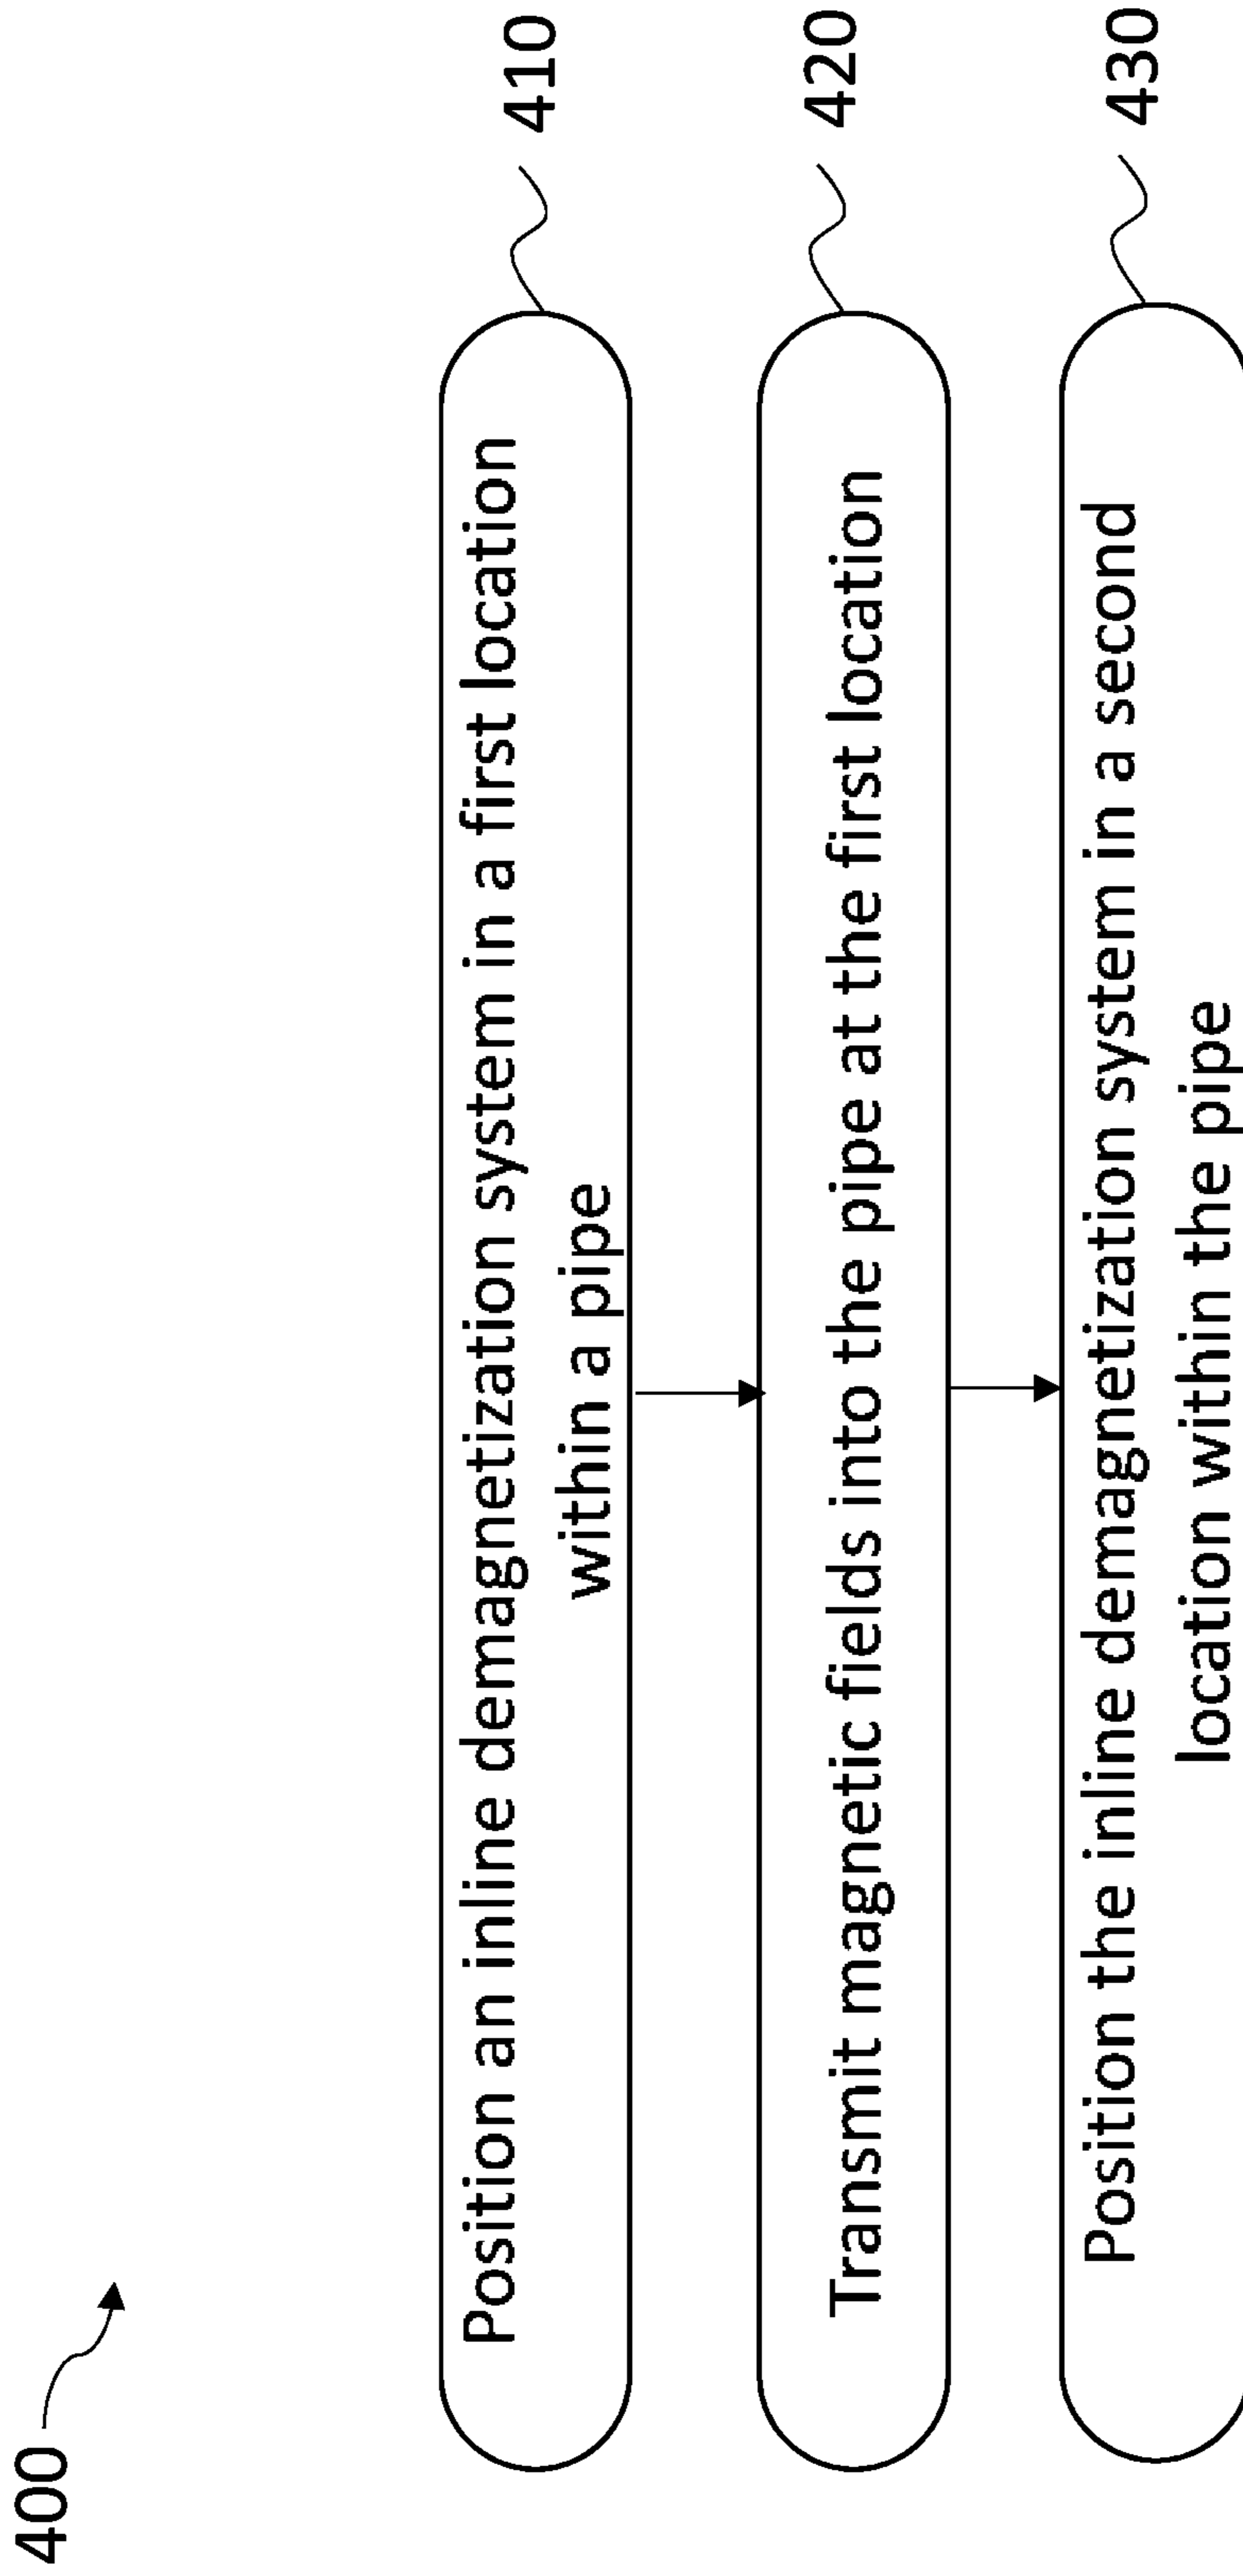 400
Position an inline demagnetization system in a first location
within a pipe
410
Transmit magnetic fields into the pipe at the first location
420
Position the inline demagnetization system in a second
location within the pipe
430